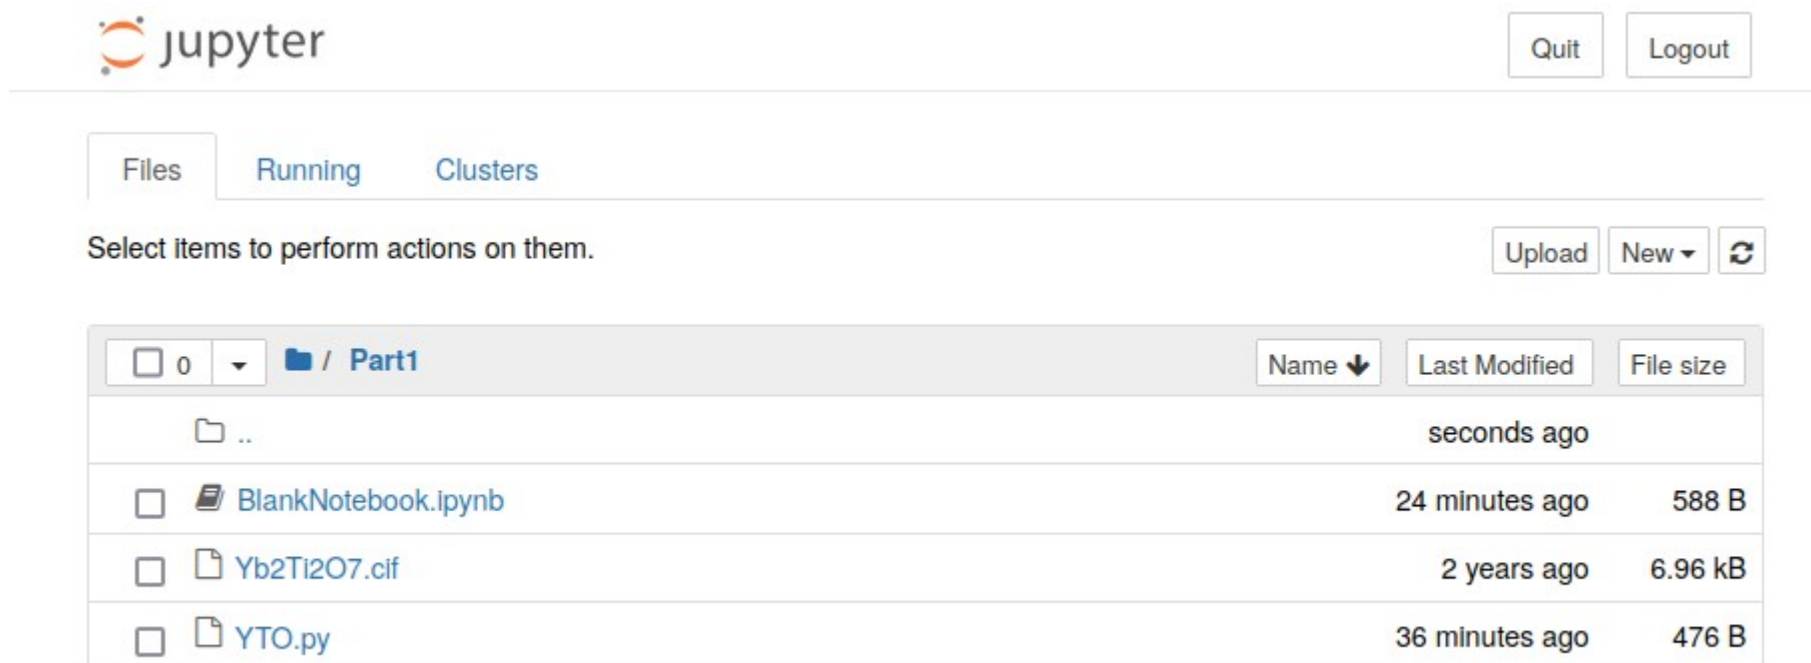 jupyter Quit Logout
Files Running Clusters
Select items to perform actions on them. Upload New
0 / Part1 Name Last Modified File size
.. seconds ago
BlankNotebook.ipynb 24 minutes ago 588 B
Yb2Ti2O7.cif 2 years ago 6.96 kB
YTO.py 36 minutes ago 476 B